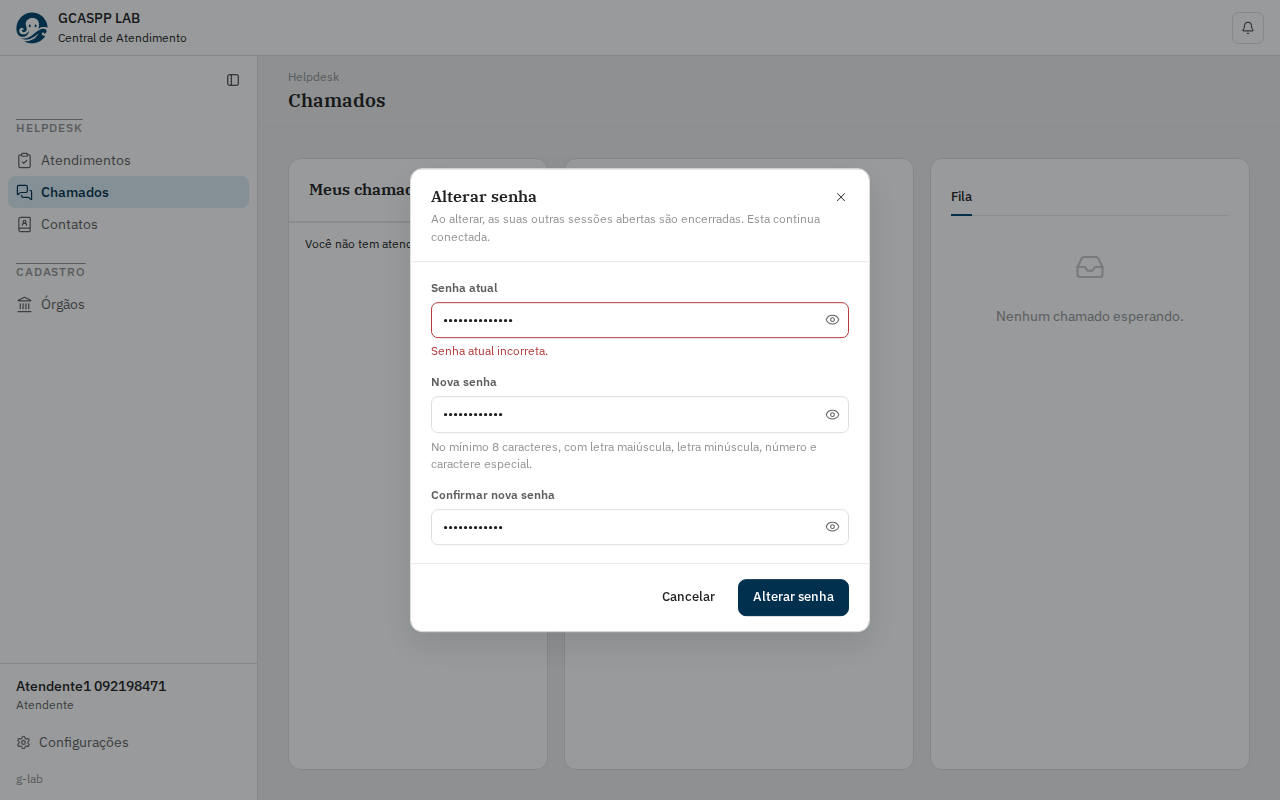 GCASPP LAB
Central de Atendimento
HELPDESK
Atendimentos
Chamados
Contatos
CADASTRO
Órgãos
Atendente1 092198471
Atendente
Configurações
g-lab
Helpdesk
Chamados
Meus
Você não tem
Fila
Nenhum chamado esperando.
Alterar senha
Ao alterar, as suas outras sessões abertas são encerradas. Esta continua
conectada.
Senha atual
••••••••••••••
Senha atual incorreta.
Nova senha
••••••••••••
No mínimo 8 caracteres, com letra maiúscula, letra minúscula, número e
caractere especial.
Confirmar nova senha
••••••••••••
Cancelar
Alterar senha